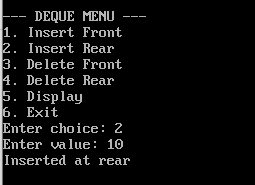 --- DEQUE MENU ---
1. Insert Front
2. Insert Rear
3. Delete Front
4. Delete Rear
5. Display
6. Exit
Enter choice: 2
Enter value: 10
Inserted at rear